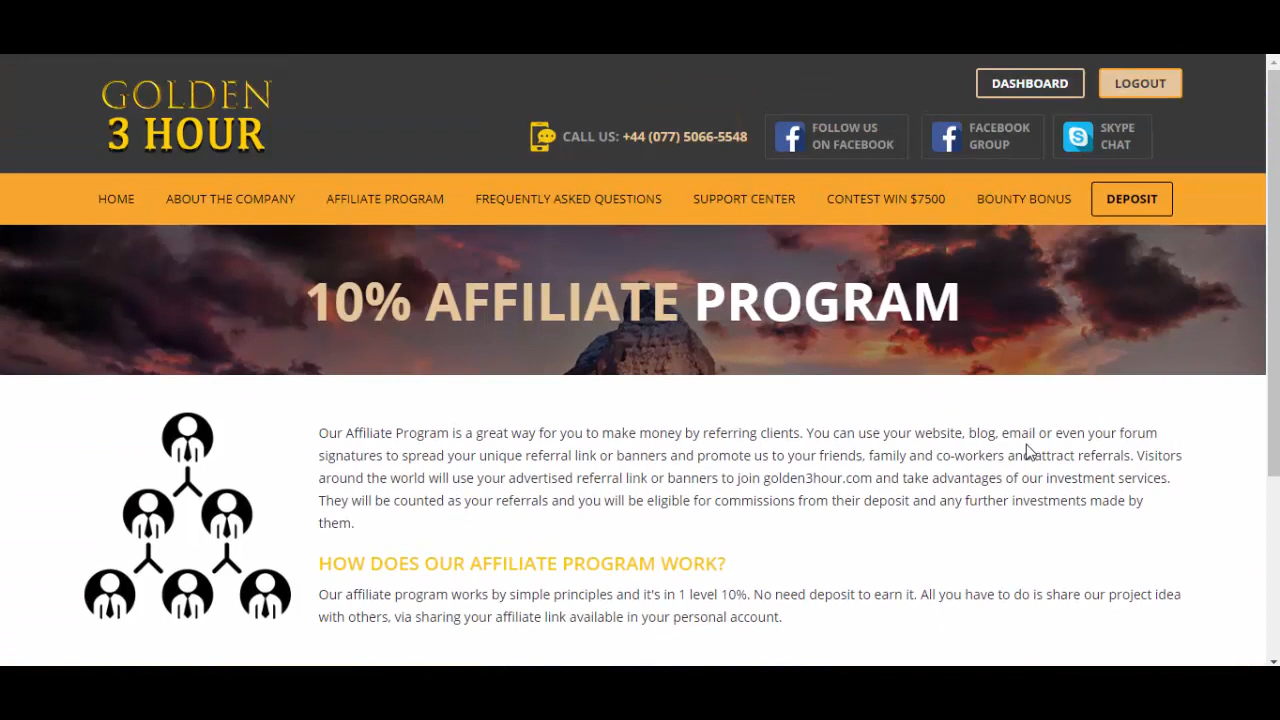 GOLDEN
3 HOUR
DASHBOARD
LOGOUT
CALL US: +44 (077) 5066-5548
FOLLOW US
ON FACEBOOK
FACEBOOK
GROUP
SKYPE
CHAT
HOME ABOUT THE COMPANY AFFILIATE PROGRAM FREQUENTLY ASKED QUESTIONS SUPPORT CENTER CONTEST WIN $7500 BOUNTY BONUS DEPOSIT
10% AFFILIATE PROGRAM
Our Affiliate Program is a great way for you to make money by referring clients. You can use your website, blog, email or even your forum
signatures to spread your unique referral link or banners and promote us to your friends, family and co-workers and attract referrals. Visitors
around the world will use your advertised referral link or banners to join golden3hour.com and take advantages of our investment services.
They will be counted as your referrals and you will be eligible for commissions from their deposit and any further investments made by
them.
HOW DOES OUR AFFILIATE PROGRAM WORK?
Our affiliate program works by simple principles and it's in 1 level 10%. No need deposit to earn it. All you have to do is share our project idea
with others, via sharing your affiliate link available in your personal account.